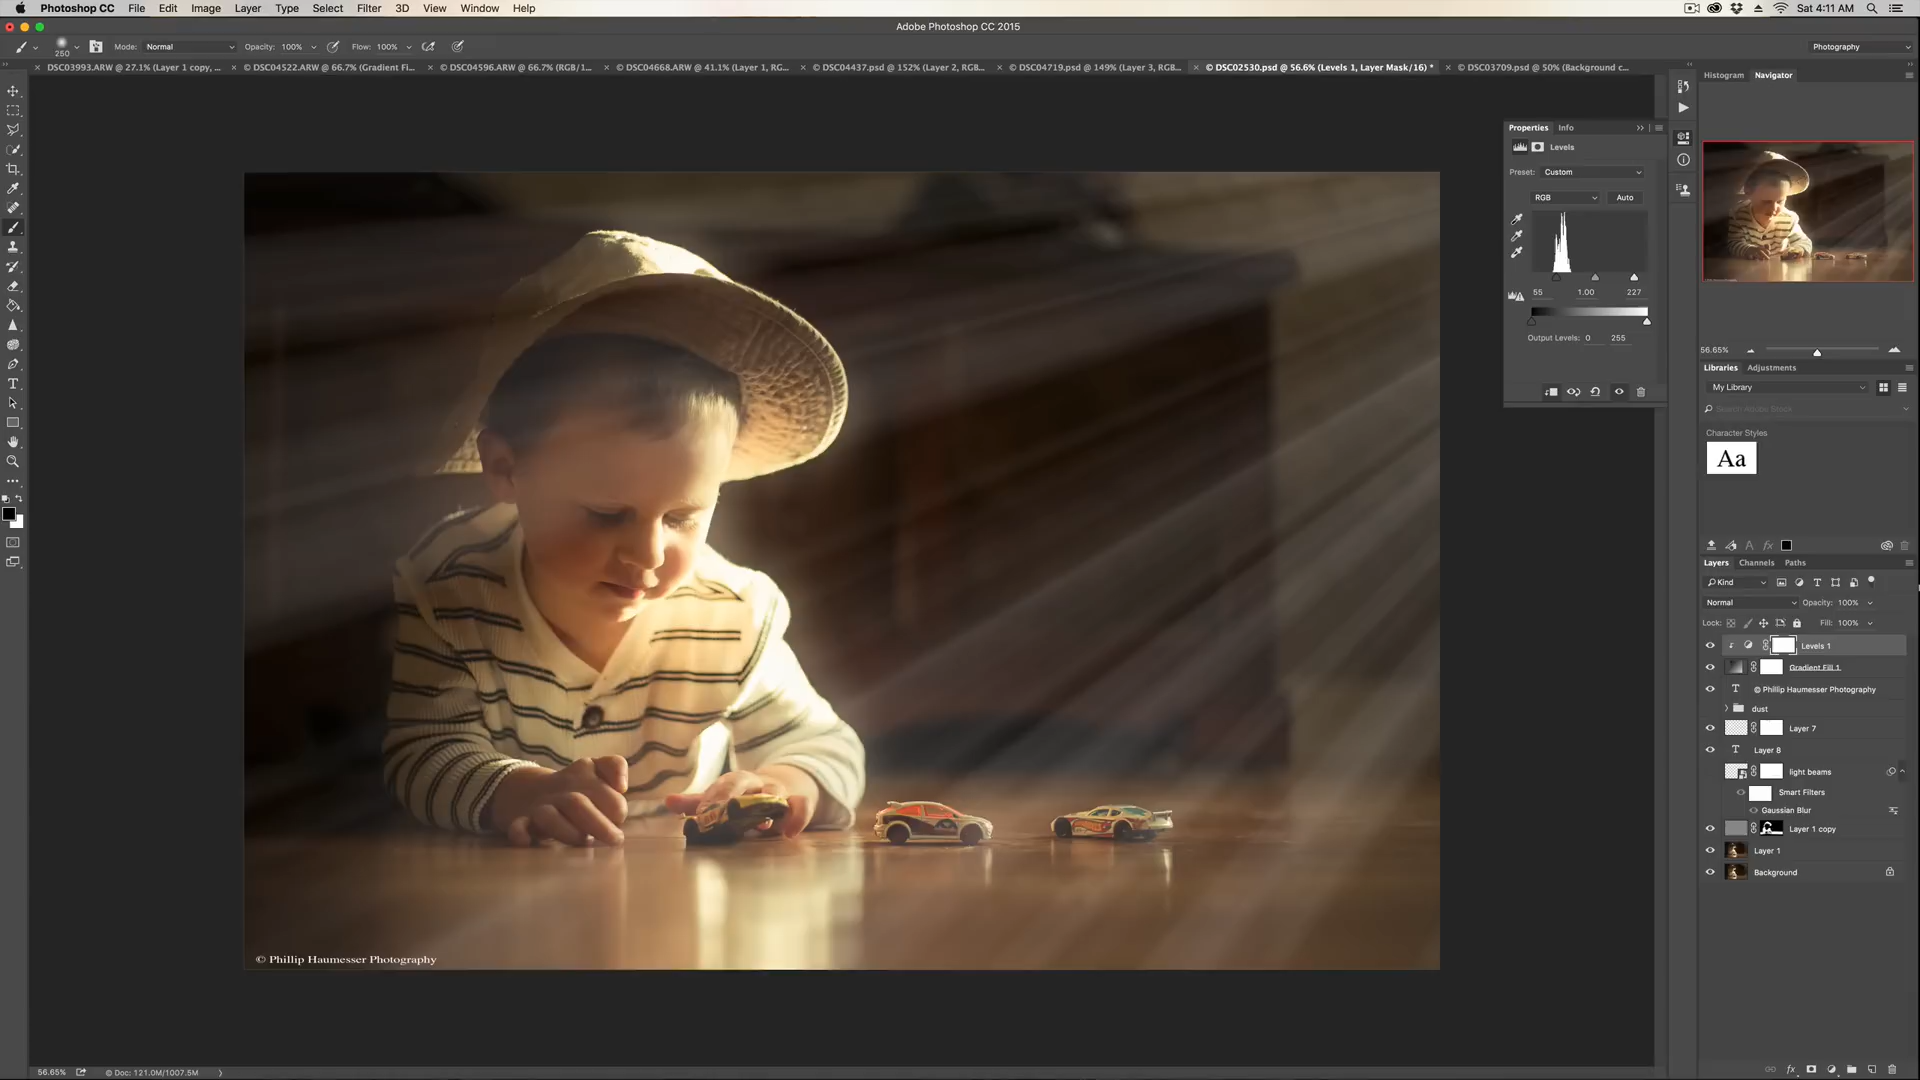 Photoshop CC File Edit Image Layer Type Select Filter 3D View Window Help Sat 4:11 AM
Adobe Photoshop CC 2015
250 Mode: Normal Opacity: 100% Flow: 100% Photography
DSC03993.ARW @ 27.1% (Layer 1 copy, ... © DSC04522.ARW @ 66.7% (Gradient Fi... © DSC04596.ARW @ 66.7% (RGB/1... © DSC04668.ARW @ 41.1% (Layer 1, RG... © DSC04437.psd @ 152% (Layer 2, RGB... © DSC04719.psd @ 149% (Layer 3, RGB... © DSC02530.psd @ 56.6% (Levels 1, Layer Mask/16) * © DSC03709.psd @ 50% (Background c...
Histogram Navigator
Properties Info
Levels
Preset: Custom
RGB Auto
55 1.00 227
Output Levels: 0 255
56.65%
Libraries Adjustments
My Library
Search Adobe Stock
Character Styles
Aa
Layers Channels Paths
Kind
Normal Opacity: 100%
Lock: Fill: 100%
Levels 1
Gradient Fill 1
© Phillip Haumesser Photography
dust
Layer 7
Layer 8
light beams
Smart Filters
Gaussian Blur
Layer 1 copy
Layer 1
Background
© Phillip Haumesser Photography
56.65% © Doc: 121.0M/1007.5M